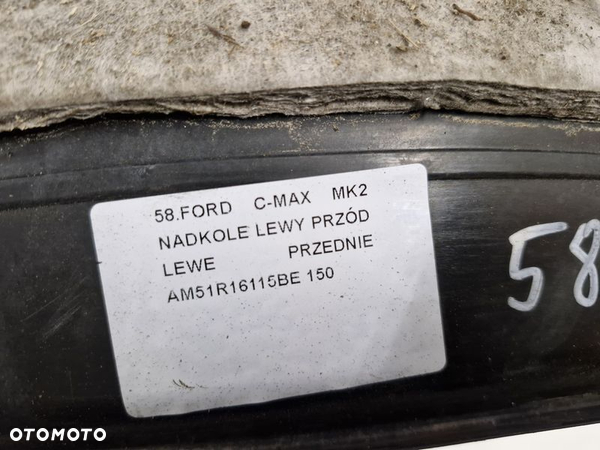 58.FORD C-MAX MK2
NADKOLE LEWY PRZÓD
LEWE PRZEDNIE
AM51R16115BE 150
58
OTOMOTO